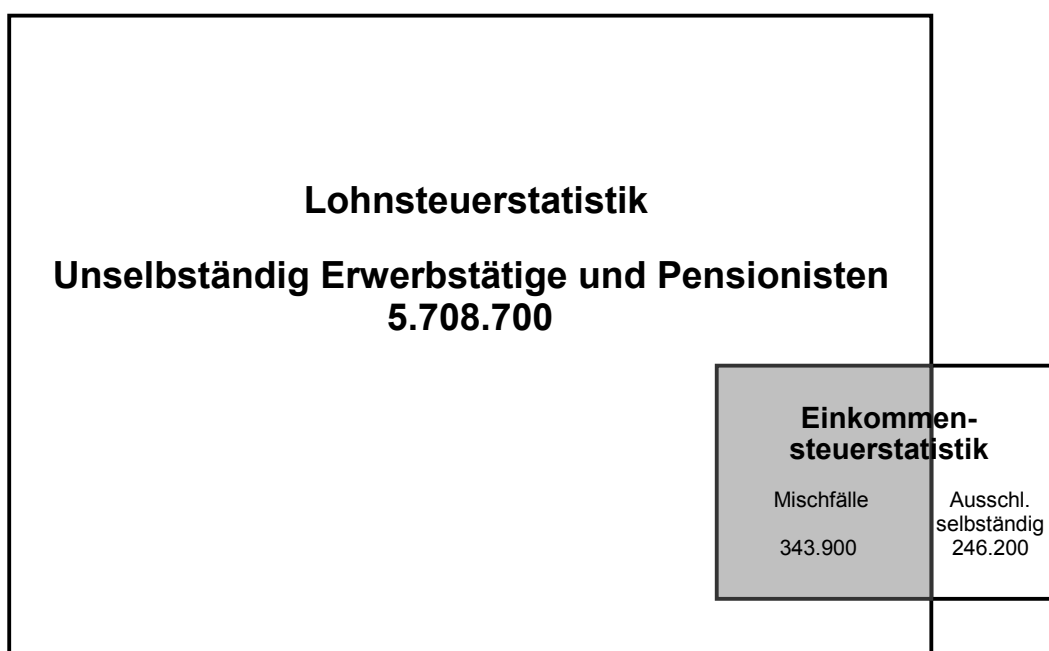 Lohnsteuerstatistik
Unselbständig Erwerbstätige und Pensionisten
5.708.700
Einkommen-
steuerstatistik
Mischfälle
343.900
Ausschl.
selbständig
246.200